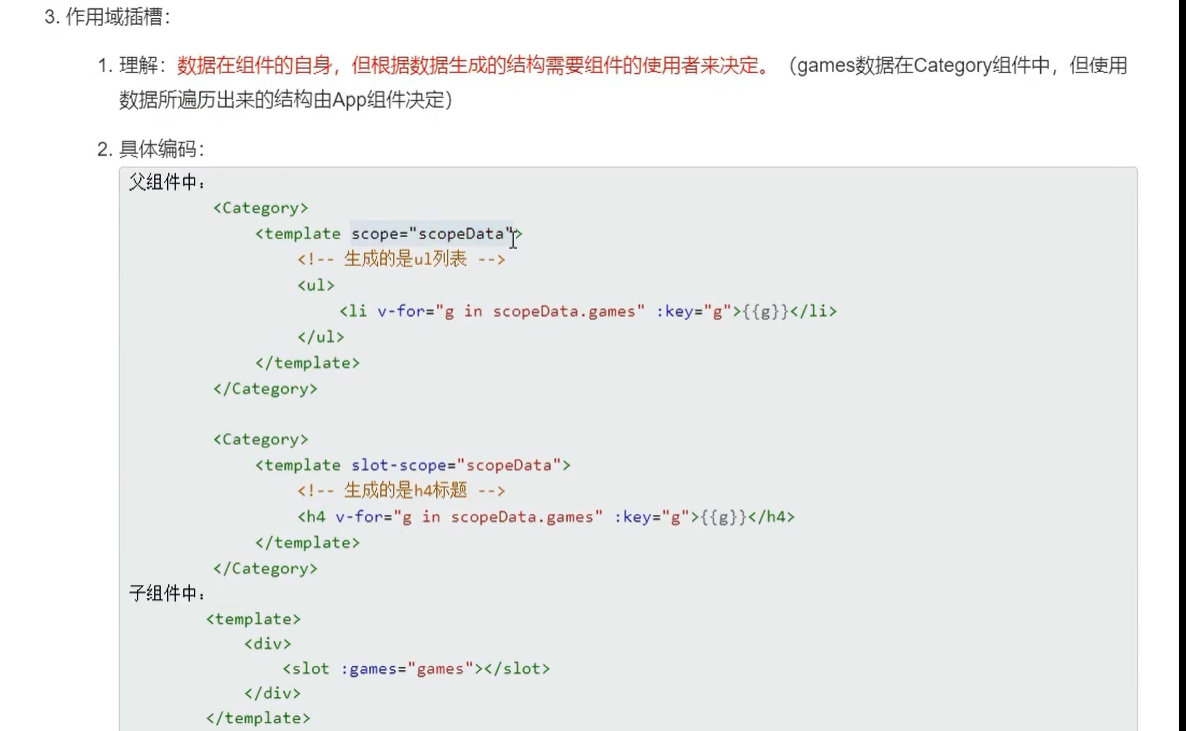 3. 作用域插槽：
1. 理解：数据在组件的自身，但根据数据生成的结构需要组件的使用者来决定。（games数据在Category组件中，但使用
数据所遍历出来的结构由App组件决定）
2. 具体编码：
父组件中：
<Category>
<template scope="scopeData">
<!-- 生成的是ul列表 -->
<ul>
<li v-for="g in scopeData.games" :key="g">{{g}}</li>
</ul>
</template>
</Category>
<Category>
<template slot-scope="scopeData">
<!-- 生成的是h4标题 -->
<h4 v-for="g in scopeData.games" :key="g">{{g}}</h4>
</template>
</Category>
子组件中：
<template>
<div>
<slot :games="games"></slot>
</div>
</template>